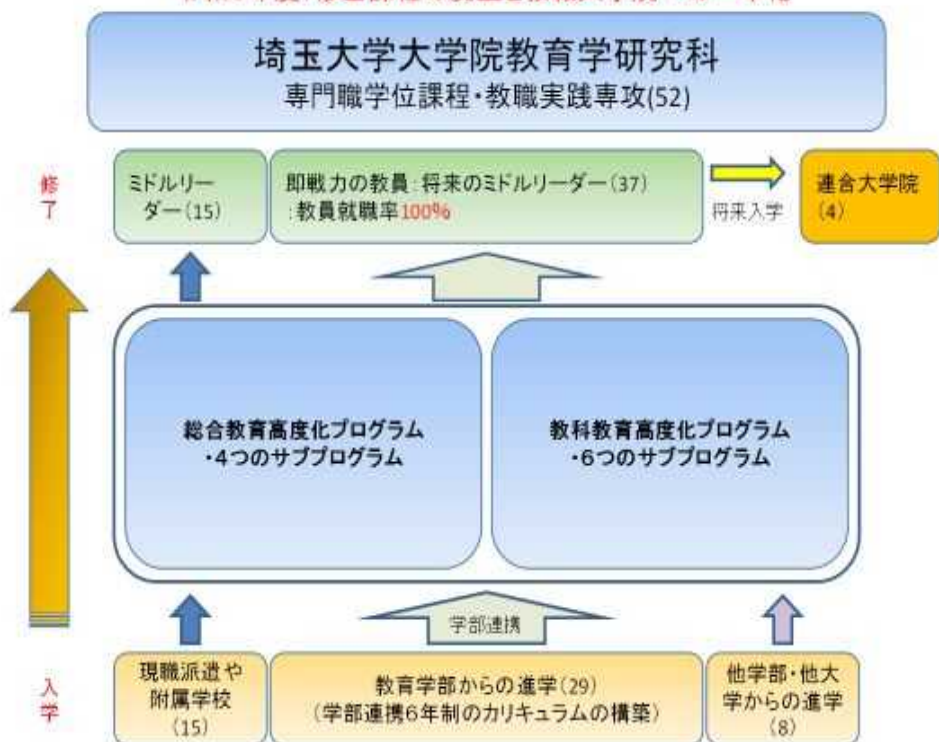 埼玉大学大学院教育学研究科
専門職学位課程・教職実践専攻(52)
修
了
ミドルリー
ダー(15)
即戦力の教員:将来のミドルリーダー(37)
:教員就職率100%
将来入学
連合大学院
(4)
総合教育高度化プログラム
・4つのサブプログラム
教科教育高度化プログラム
・6つのサブプログラム
学部連携
入
学
現職派遣や
附属学校
(15)
教育学部からの進学(29)
(学部連携6年制のカリキュラムの構築)
他学部・他大
学からの進学
(8)